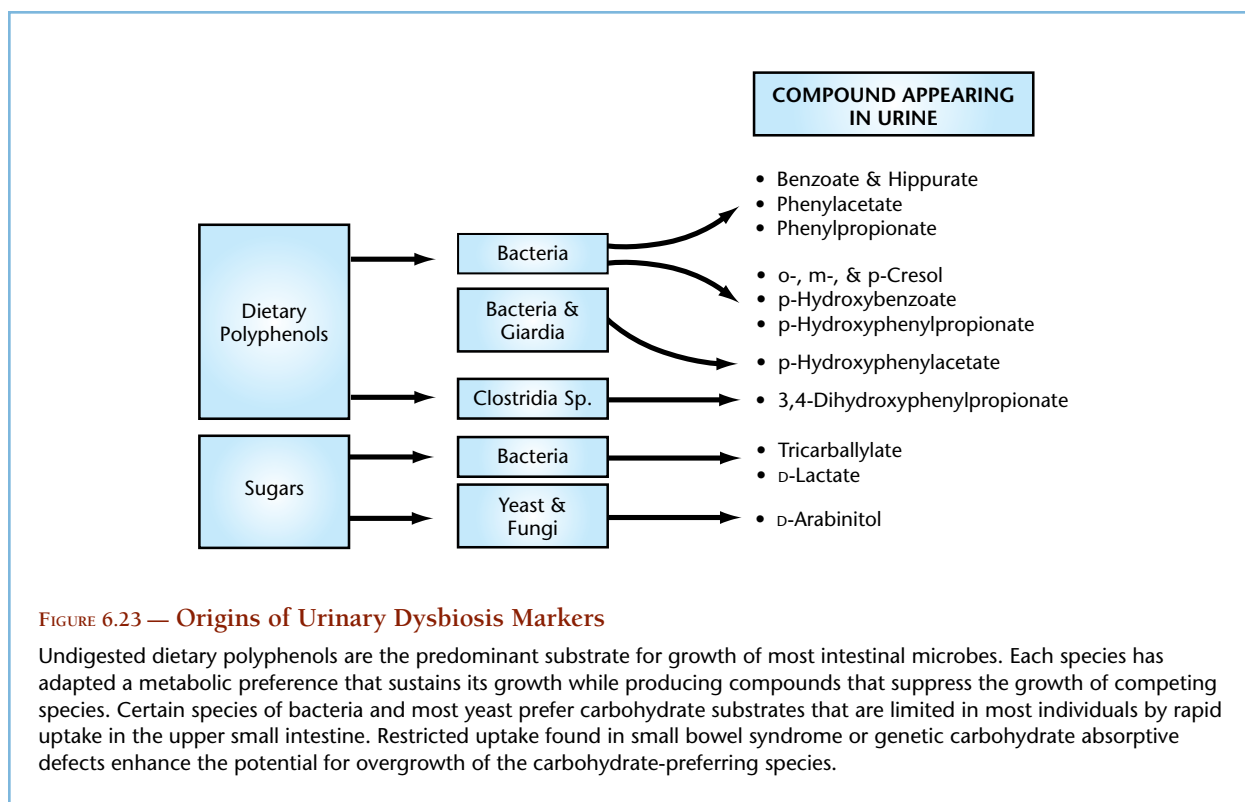 COMPOUND APPEARING
IN URINE
• Benzoate & Hippurate
• Phenylacetate
• Phenylpropionate
Dietary
Polyphenols
Bacteria
• o-, m-, & p-Cresol
• p-Hydroxybenzoate
• p-Hydroxyphenylpropionate
Bacteria &
Giardia
• p-Hydroxyphenylacetate
Clostridia Sp.
• 3,4-Dihydroxyphenylpropionate
Sugars
Bacteria
• Tricarballylate
• D-Lactate
Yeast &
Fungi
• D-Arabinitol
FIGURE 6.23 — Origins of Urinary Dysbiosis Markers
Undigested dietary polyphenols are the predominant substrate for growth of most intestinal microbes. Each species has
adapted a metabolic preference that sustains its growth while producing compounds that suppress the growth of competing
species. Certain species of bacteria and most yeast prefer carbohydrate substrates that are limited in most individuals by rapid
uptake in the upper small intestine. Restricted uptake found in small bowel syndrome or genetic carbohydrate absorptive
defects enhance the potential for overgrowth of the carbohydrate-preferring species.